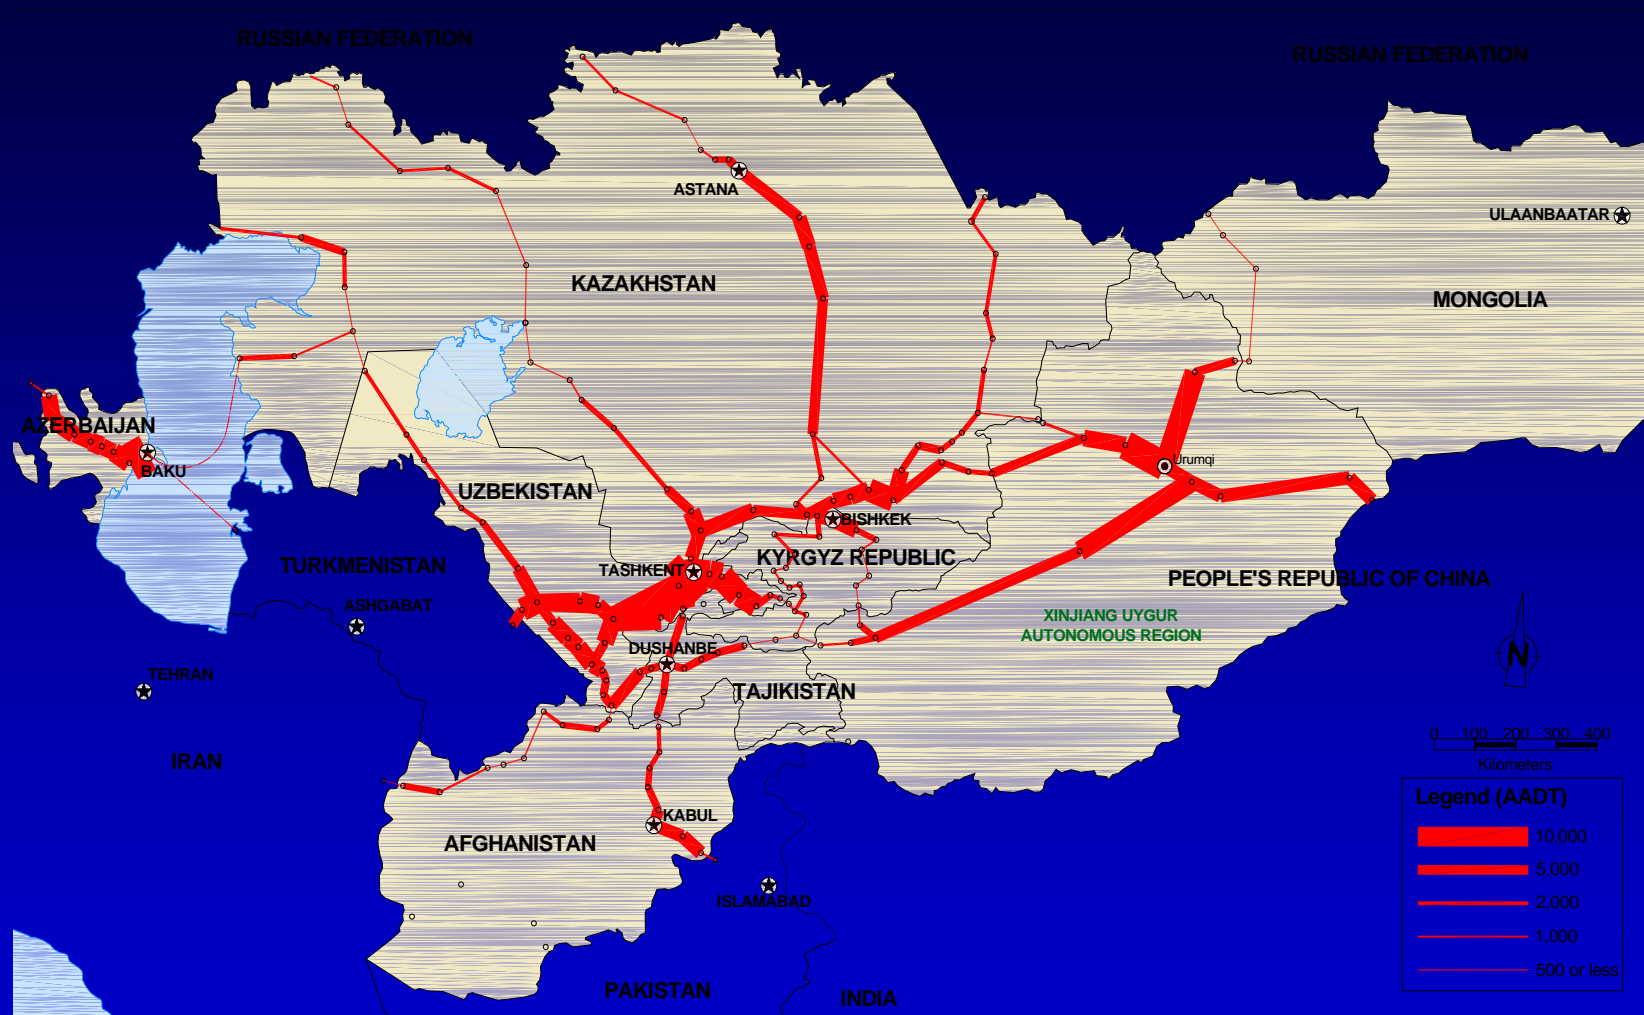 RUSSIAN FEDERATION
RUSSIAN FEDERATION
ASTANA
ULAANBAATAR
KAZAKHSTAN
MONGOLIA
AZERBAIJAN
BAKU
Urumqi
UZBEKISTAN
BISHKEK
KYRGYZ REPUBLIC
TURKMENISTAN
TASHKENT
PEOPLE'S REPUBLIC OF CHINA
ASHGABAT
XINJIANG UYGUR
AUTONOMOUS REGION
DUSHANBE
N
TEHRAN
TAJIKISTAN
IRAN
0 100 200 300 400
Kilometers
Legend (AADT)
10,000
5,000
2,000
1,000
500 or less
KABUL
AFGHANISTAN
ISLAMABAD
PAKISTAN
INDIA